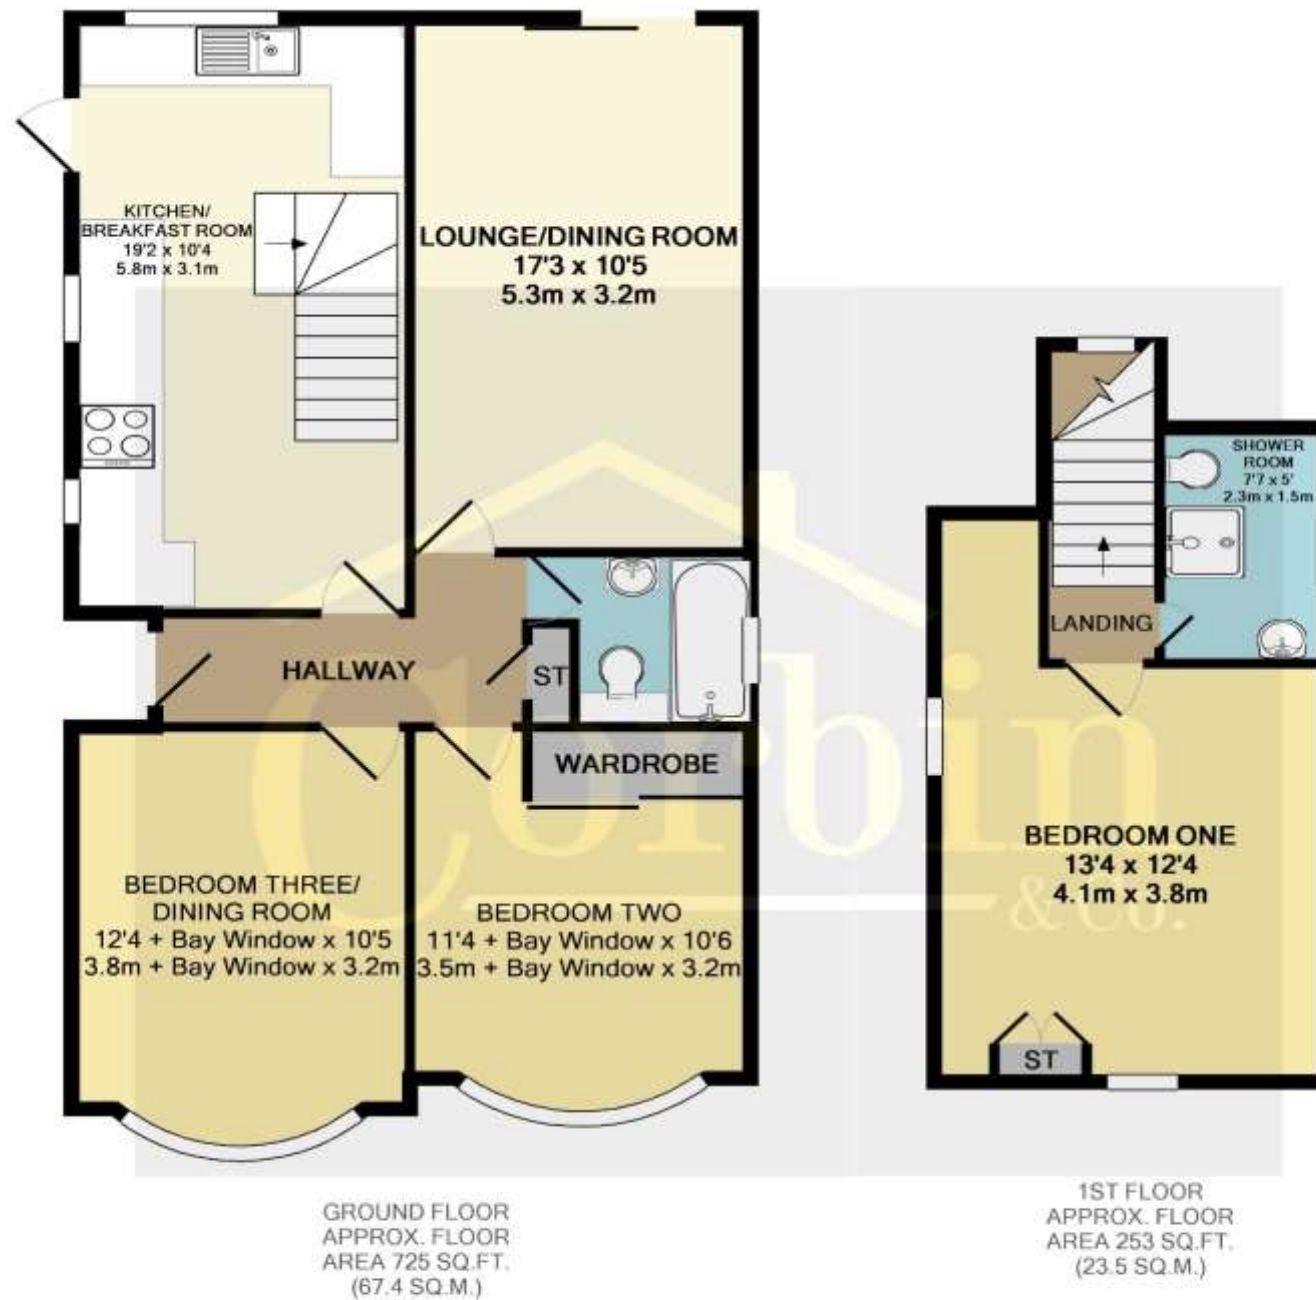 KITCHEN/
BREAKFAST ROOM
19'2 x 10'4
5.8m x 3.1m
LOUNGE/DINING ROOM
17'3 x 10'5
5.3m x 3.2m
SHOWER
ROOM
7'7 x 5'
2.3m x 1.5m
LANDING
HALLWAY
ST
WARDROBE
BEDROOM ONE
13'4 x 12'4
4.1m x 3.8m
BEDROOM THREE/
DINING ROOM
12'4 + Bay Window x 10'5
3.8m + Bay Window x 3.2m
BEDROOM TWO
11'4 + Bay Window x 10'6
3.5m + Bay Window x 3.2m
ST
Corbin
& Co.
GROUND FLOOR
APPROX. FLOOR
AREA 725 SQ.FT.
(67.4 SQ.M.)
1ST FLOOR
APPROX. FLOOR
AREA 253 SQ.FT.
(23.5 SQ.M.)